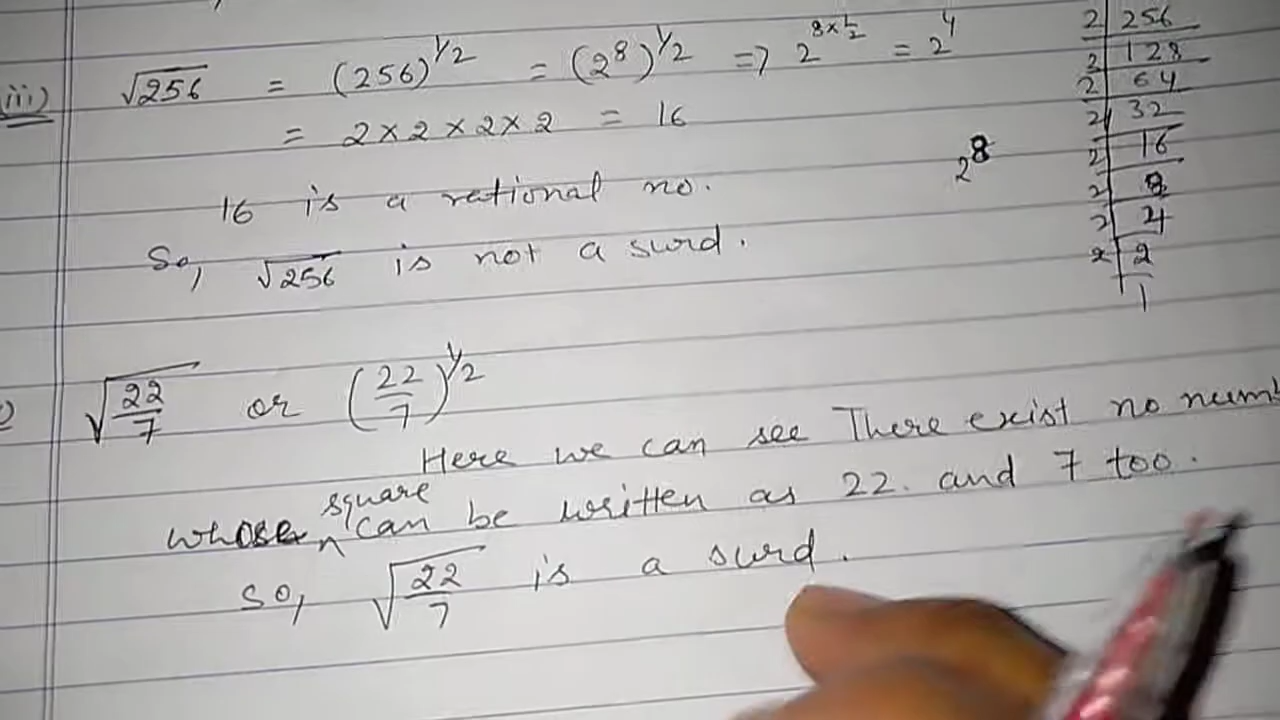 (iii) √256 = (256)^1/2 = (2^8)^1/2 => 2^8×1/2 = 2^4
= 2 × 2 × 2 × 2 = 16
16 is a rational no.
So, √256 is not a surd.
2 | 256
2 | 128
2 | 64
2 | 32
2 | 16
2 | 8
2 | 4
2 | 2
1
2^8
√22/7 or (22/7)^1/2
Here we can see There exist no numb
whose square can be written as 22. and 7 too.
So, √22/7 is a surd.